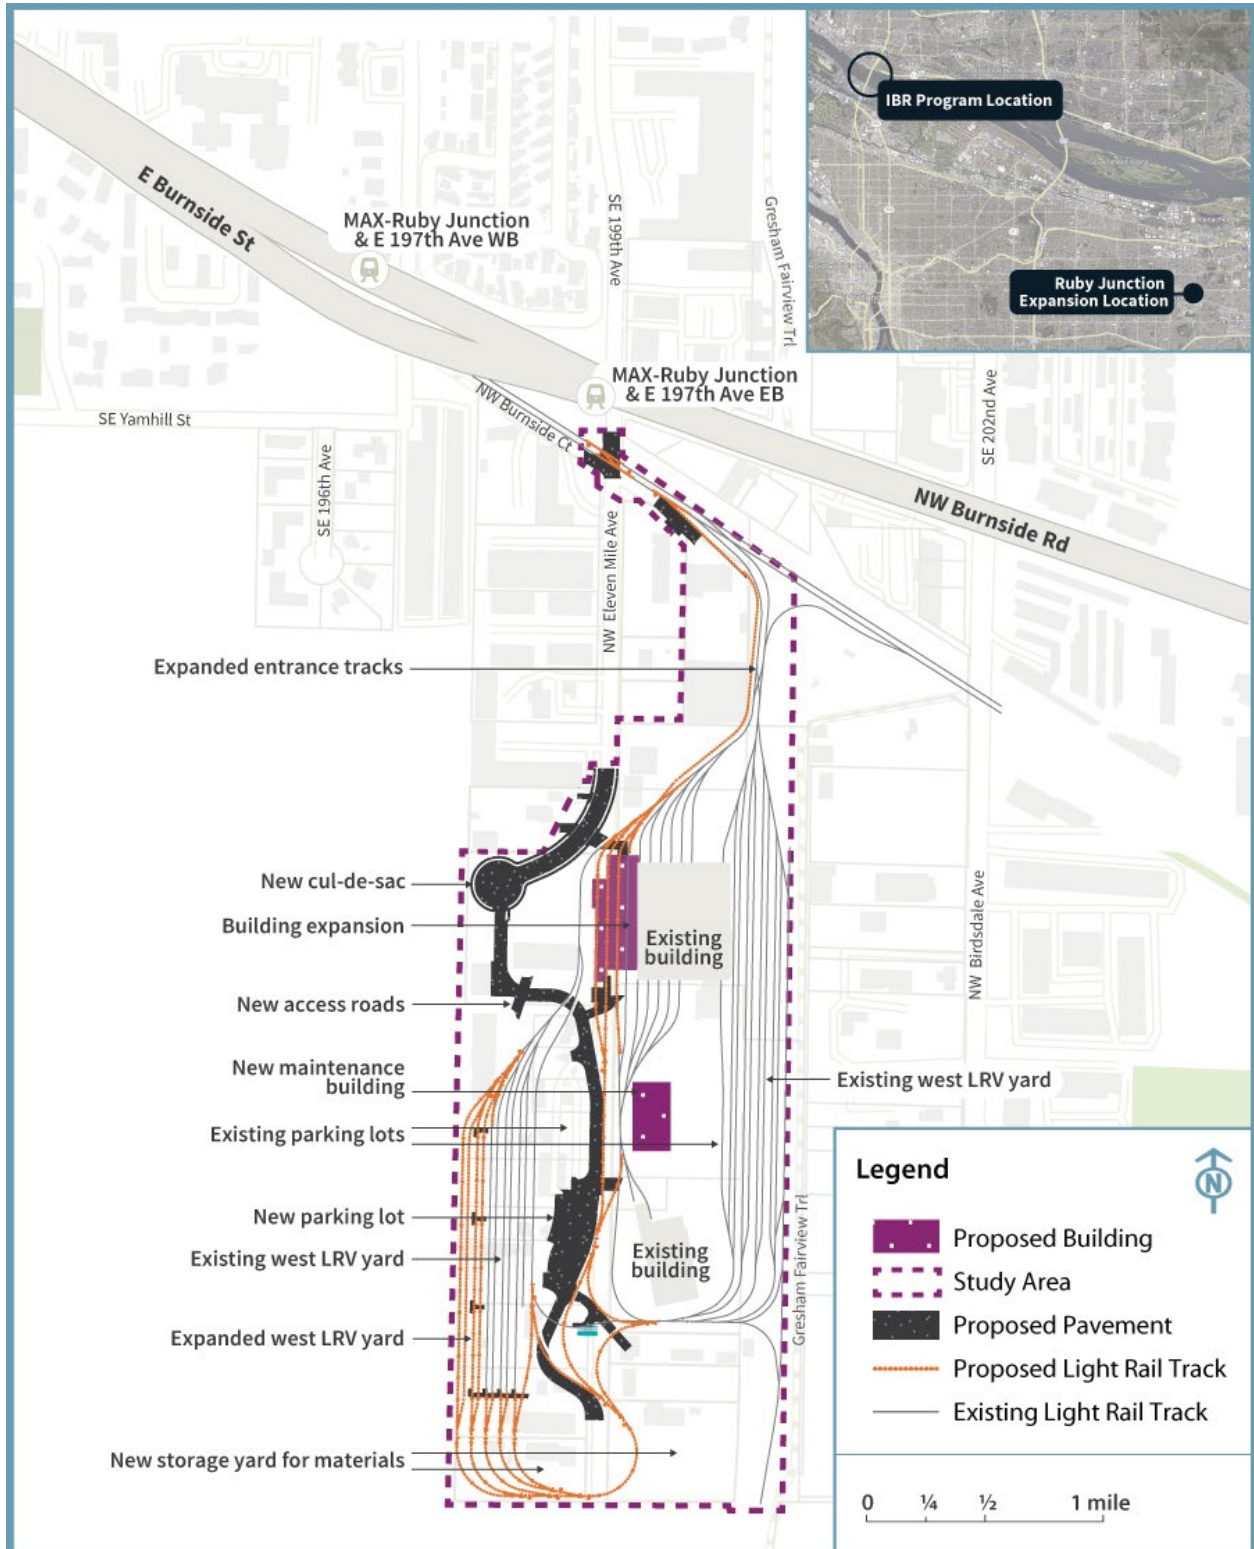 IBR Program Location
Ruby Junction
Expansion Location
E Burnside St
MAX-Ruby Junction
& E 197th Ave WB
SE 199th Ave
Gresham Fairview Trl
MAX-Ruby Junction
& E 197th Ave EB
SE Yamhill St
NW Burnside Ct
SE 202nd Ave
SE 196th Ave
NW Burnside Rd
NW Eleven Mile Ave
Expanded entrance tracks
New cul-de-sac
Building expansion
Existing
building
NW Birdsdale Ave
New access roads
New maintenance
building
Existing west LRV yard
Existing parking lots
New parking lot
Existing west LRV yard
Existing
building
Gresham Fairview Trl
Expanded west LRV yard
New storage yard for materials
Legend
N
Proposed Building
Study Area
Proposed Pavement
Proposed Light Rail Track
Existing Light Rail Track
0 ¼ ½ 1 mile